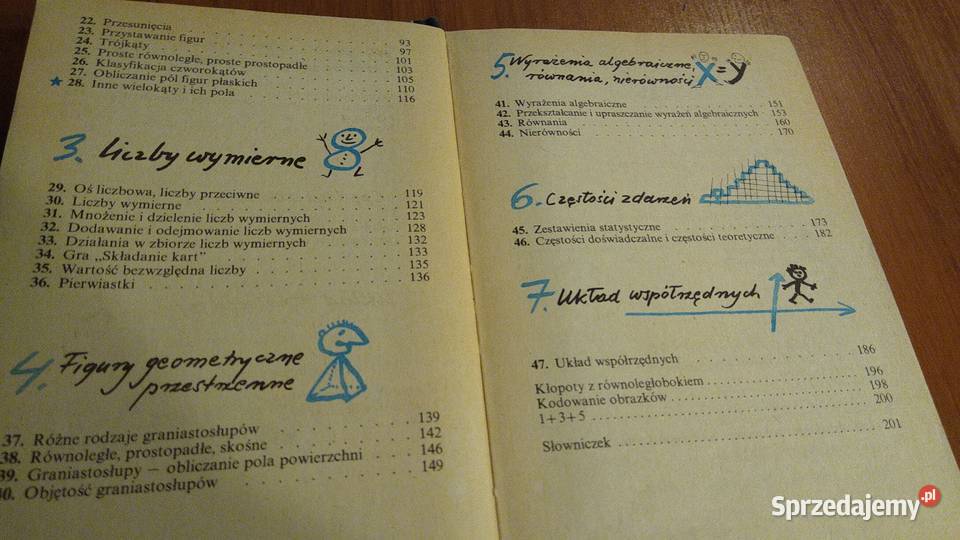 22. Przesunięcia
23. Przystawanie figur . . . 93
24. Trójkąty . . . 97
25. Proste równoległe, proste prostopadłe . . . 101
26. Klasyfikacja czworokątów . . . 103
27. Obliczanie pól figur płaskich . . . 105
★ 28. Inne wielokąty i ich pola . . . 110
116
3. Liczby wymierne
29. Oś liczbowa, liczby przeciwne . . . 119
30. Liczby wymierne . . . 121
31. Mnożenie i dzielenie liczb wymiernych . . . 123
32. Dodawanie i odejmowanie liczb wymiernych . . . 128
33. Działania w zbiorze liczb wymiernych . . . 132
34. Gra „Składanie kart" . . . 133
35. Wartość bezwzględna liczby . . . 135
36. Pierwiastki . . . 136
4. Figury geometryczne
przestrzenne
37. Różne rodzaje graniastosłupów . . . 139
38. Równoległe, prostopadłe, skośne . . . 142
39. Graniastosłupy — obliczanie pola powierzchni . . . 146
40. Objętość graniastosłupów . . . 149
5. Wyrażenia algebraiczne,
równania, nierówności x=y
41. Wyrażenia algebraiczne . . . 151
42. Przekształcanie i upraszczanie wyrażeń algebraicznych . 153
43. Równania . . . 160
44. Nierówności . . . 170
6. Częstości zdarzeń
45. Zestawienia statystyczne . . . 173
46. Częstości doświadczalne i częstości teoretyczne . . . 182
7. Układ współrzędnych
47. Układ współrzędnych . . . 186
Kłopoty z równoległobokiem . . . 196
Kodowanie obrazków . . . 198
1+3+5 . . . 200
Słowniczek . . . 201
Sprzedajemy.pl